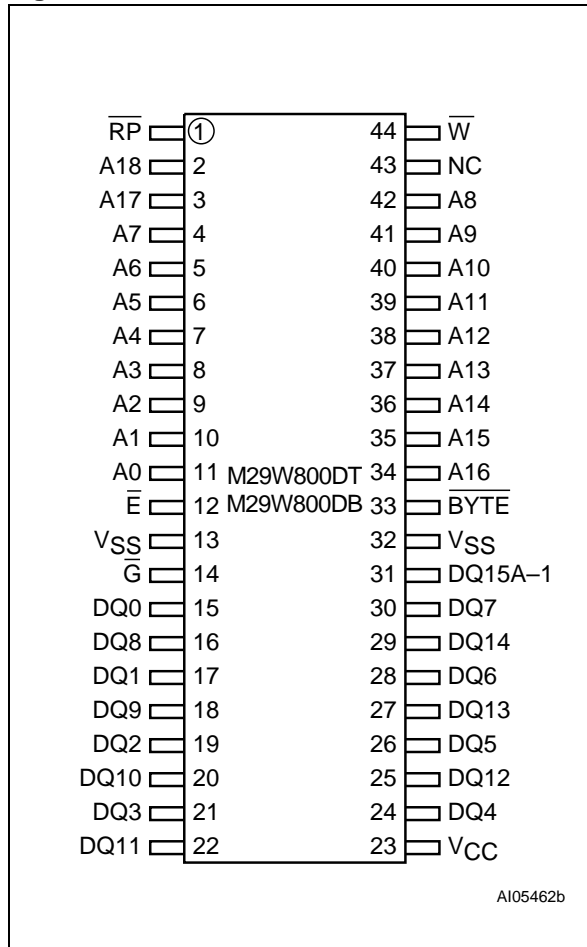 R̅P̅ 1 44 W̅
A18 2 43 NC
A17 3 42 A8
A7 4 41 A9
A6 5 40 A10
A5 6 39 A11
A4 7 38 A12
A3 8 37 A13
A2 9 36 A14
A1 10 35 A15
A0 11 M29W800DT 34 A16
E̅ 12 M29W800DB 33 B̅Y̅T̅E̅
VSS 13 32 VSS
G̅ 14 31 DQ15A–1
DQ0 15 30 DQ7
DQ8 16 29 DQ14
DQ1 17 28 DQ6
DQ9 18 27 DQ13
DQ2 19 26 DQ5
DQ10 20 25 DQ12
DQ3 21 24 DQ4
DQ11 22 23 VCC
AI05462b